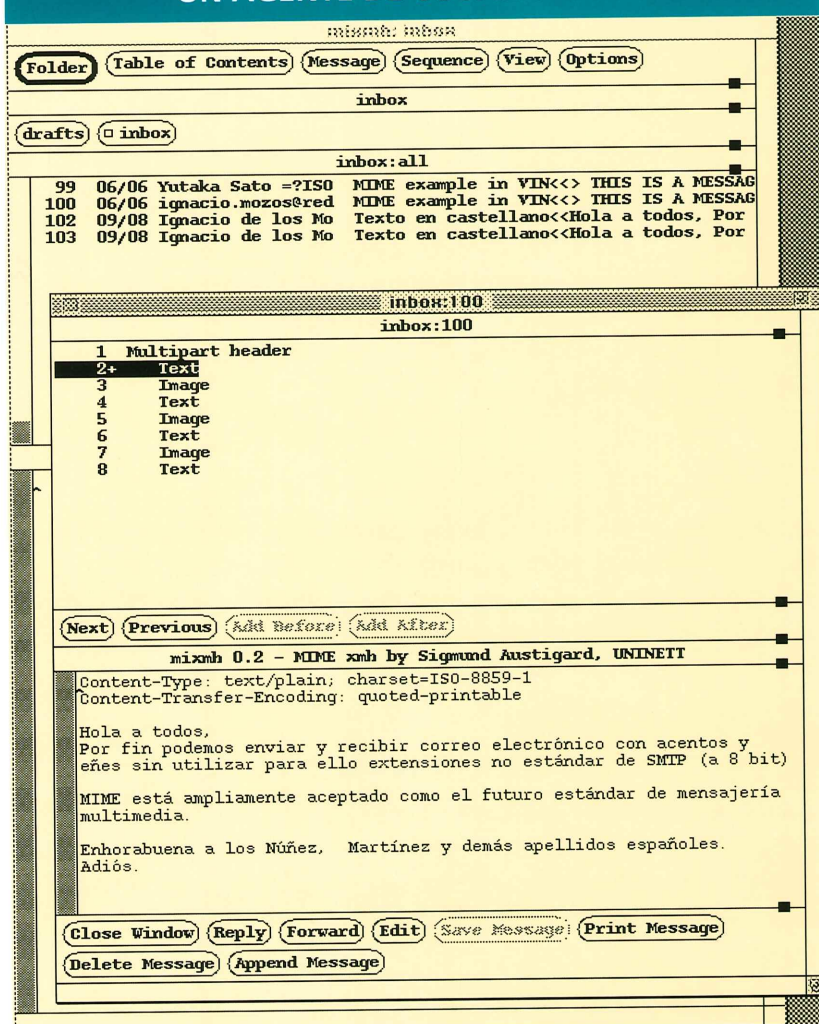 mixmh: inbox
Folder Table of Contents Message Sequence View Options
inbox
drafts inbox
inbox:all
99 06/06 Yutaka Sato =?ISO MIME example in VIN<<> THIS IS A MESSAG
100 06/06 ignacio.mozos@red MIME example in VIN<<> THIS IS A MESSAG
102 09/08 Ignacio de los Mo Texto en castellano<<Hola a todos, Por
103 09/08 Ignacio de los Mo Texto en castellano<<Hola a todos, Por
inbox:100
inbox:100
1 Multipart header
2+ Text
3 Image
4 Text
5 Image
6 Text
7 Image
8 Text
Next Previous Add Before Add After
mixmh 0.2 - MIME xmh by Sigmund Austigard, UNINETT
Content-Type: text/plain; charset=ISO-8859-1
Content-Transfer-Encoding: quoted-printable
Hola a todos,
Por fin podemos enviar y recibir correo electrónico con acentos y
eñes sin utilizar para ello extensiones no estándar de SMTP (a 8 bit)
MIME está ampliamente aceptado como el futuro estándar de mensajería
multimedia.
Enhorabuena a los Núñez, Martínez y demás apellidos españoles.
Adiós.
Close Window Reply Forward Edit Save Message Print Message
Delete Message Append Message